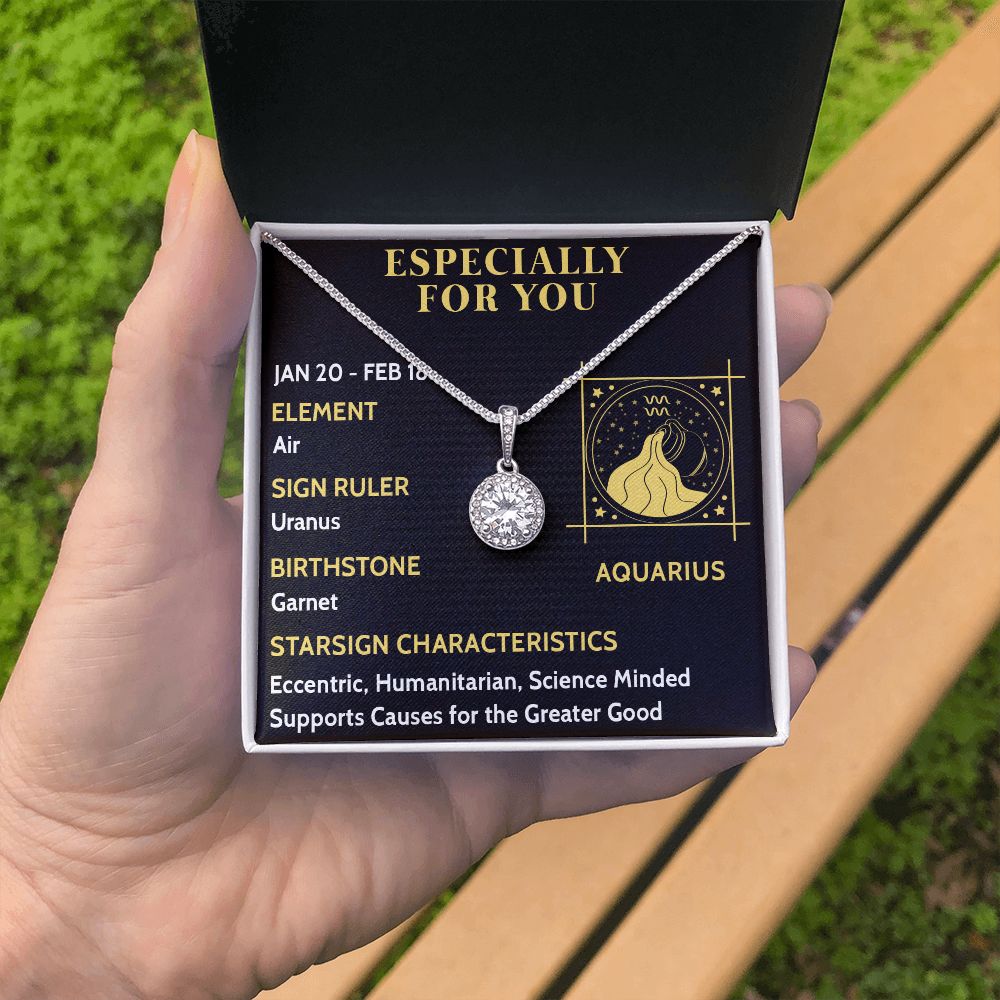 ESPECIALLY
FOR YOU
JAN 20 - FEB 18
ELEMENT
Air
SIGN RULER
Uranus
BIRTHSTONE
Garnet
AQUARIUS
STARSIGN CHARACTERISTICS
Eccentric, Humanitarian, Science Minded
Supports Causes for the Greater Good